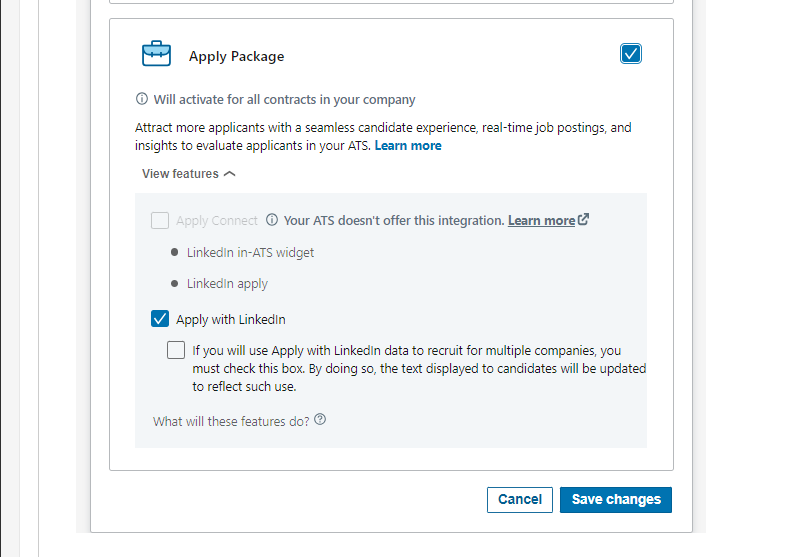 Apply Package
Will activate for all contracts in your company
Attract more applicants with a seamless candidate experience, real-time job postings, and
insights to evaluate applicants in your ATS. Learn more
View features
Apply Connect Your ATS doesn't offer this integration. Learn more
LinkedIn in-ATS widget
LinkedIn apply
Apply with LinkedIn
If you will use Apply with LinkedIn data to recruit for multiple companies, you
must check this box. By doing so, the text displayed to candidates will be updated
to reflect such use.
What will these features do?
Cancel Save changes